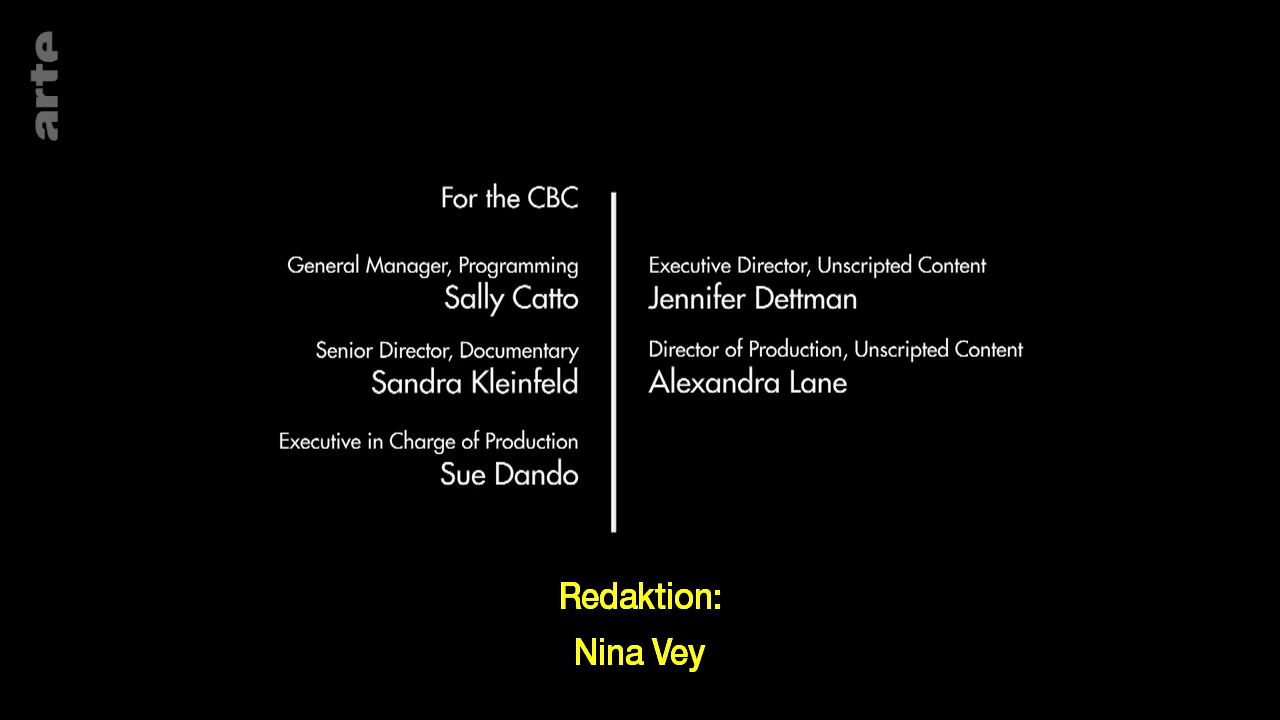 arte
For the CBC
General Manager, Programming
Sally Catto
Senior Director, Documentary
Sandra Kleinfeld
Executive in Charge of Production
Sue Dando
Executive Director, Unscripted Content
Jennifer Dettman
Director of Production, Unscripted Content
Alexandra Lane
Redaktion:
Nina Vey